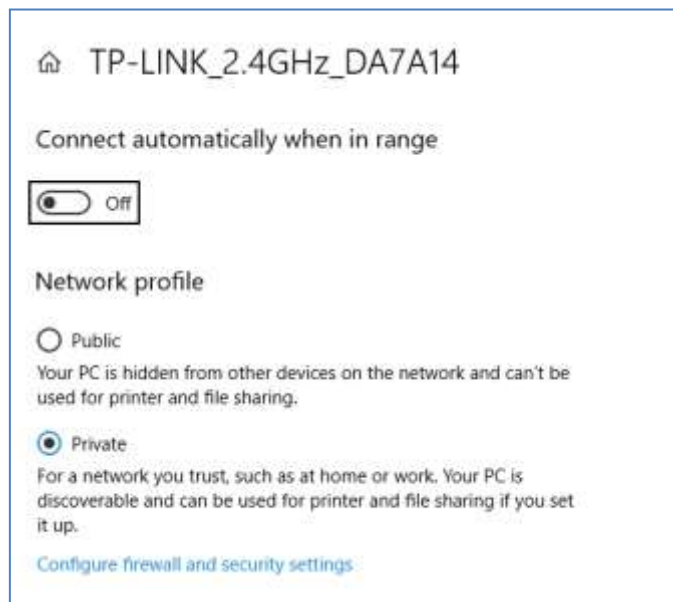 TP-LINK_2.4GHz_DA7A14
Connect automatically when in range
Off
Network profile
Public
Your PC is hidden from other devices on the network and can't be
used for printer and file sharing.
Private
For a network you trust, such as at home or work. Your PC is
discoverable and can be used for printer and file sharing if you set
it up.
Configure firewall and security settings